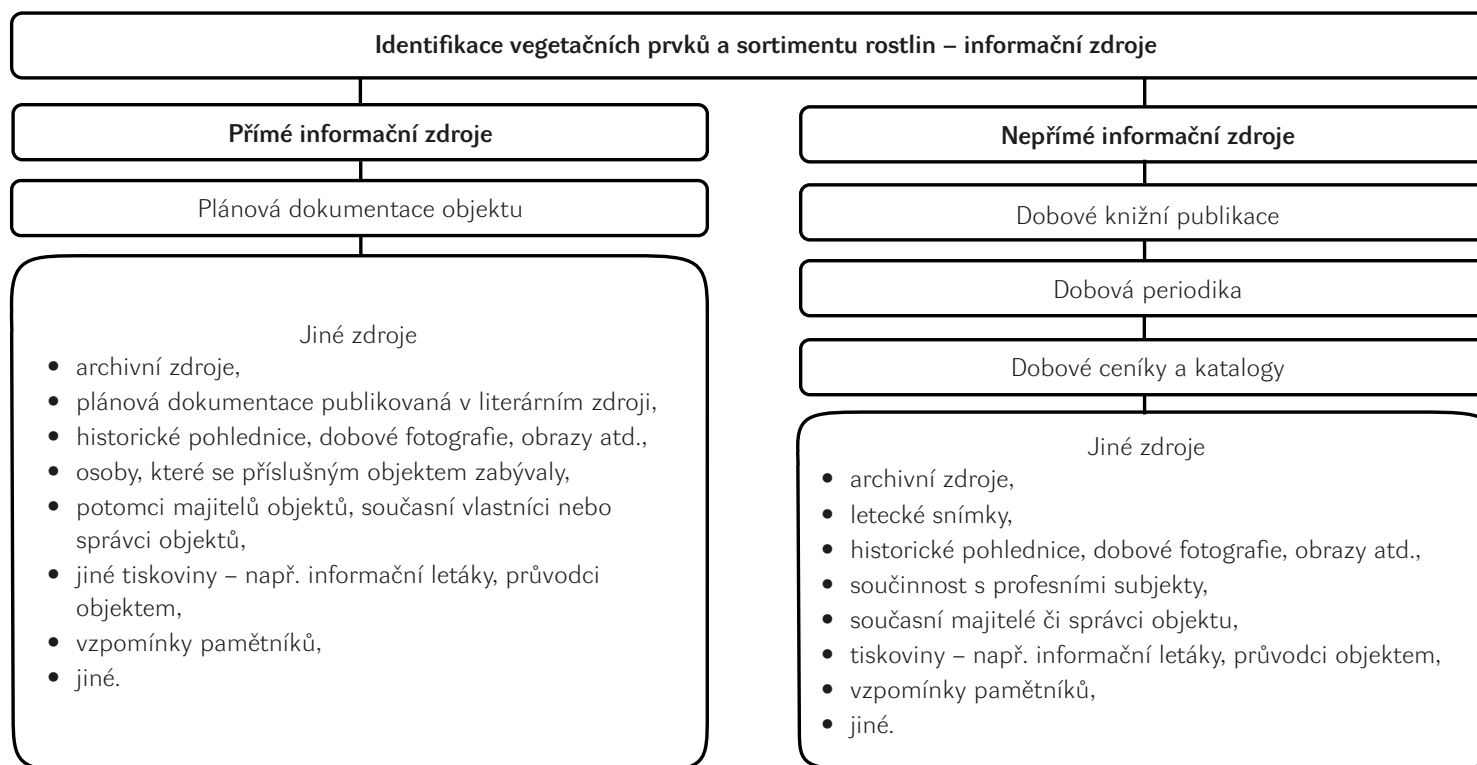 Identifikace vegetačních prvků a sortimentu rostlin – informační zdroje
Přímé informační zdroje
Plánová dokumentace objektu
Jiné zdroje
• archivní zdroje,
• plánová dokumentace publikovaná v literárním zdroji,
• historické pohlednice, dobové fotografie, obrazy atd.,
• osoby, které se příslušným objektem zabývaly,
• potomci majitelů objektů, současní vlastníci nebo
správci objektů,
• jiné tiskoviny – např. informační letáky, průvodci
objektem,
• vzpomínky pamětníků,
• jiné.
Nepřímé informační zdroje
Dobové knižní publikace
Dobová periodika
Dobové ceníky a katalogy
Jiné zdroje
• archivní zdroje,
• letecké snímky,
• historické pohlednice, dobové fotografie, obrazy atd.,
• součinnost s profesními subjekty,
• současní majitelé či správci objektu,
• tiskoviny – např. informační letáky, průvodci objektem,
• vzpomínky pamětníků,
• jiné.